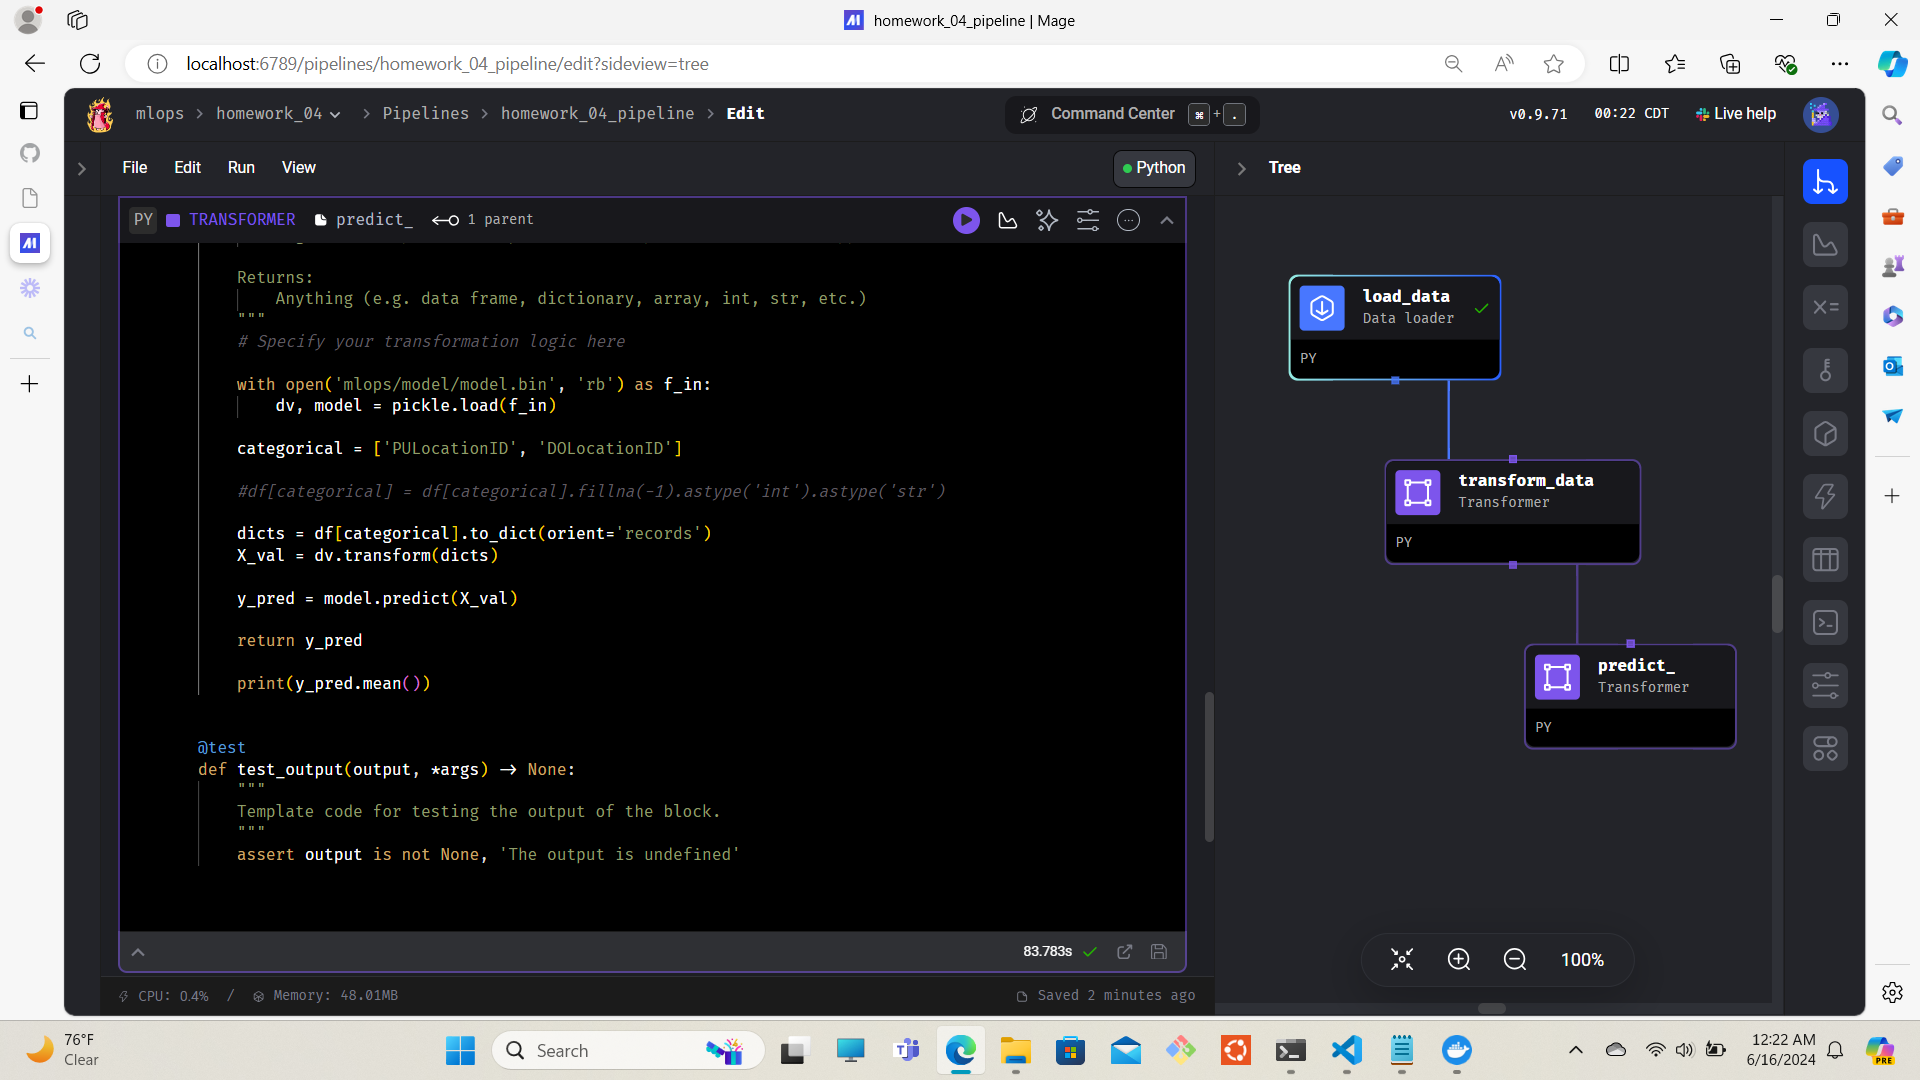 homework_04_pipeline | Mage
localhost:6789/pipelines/homework_04_pipeline/edit?sideview=tree
mlops > homework_04 > Pipelines > homework_04_pipeline > Edit
Command Center ⌘ + .
v0.9.71
00:22 CDT
Live help
File Edit Run View
Python
Tree
PY TRANSFORMER predict_ 1 parent
Returns:
Anything (e.g. data frame, dictionary, array, int, str, etc.)
"""
# Specify your transformation logic here
with open('mlops/model/model.bin', 'rb') as f_in:
dv, model = pickle.load(f_in)
categorical = ['PULocationID', 'DOLocationID']
#df[categorical] = df[categorical].fillna(-1).astype('int').astype('str')
dicts = df[categorical].to_dict(orient='records')
X_val = dv.transform(dicts)
y_pred = model.predict(X_val)
return y_pred
print(y_pred.mean())
@test
def test_output(output, *args) -> None:
"""
Template code for testing the output of the block.
"""
assert output is not None, 'The output is undefined'
83.783s
CPU: 0.4% / Memory: 48.01MB
Saved 2 minutes ago
load_data
Data loader
PY
transform_data
Transformer
PY
predict_
Transformer
PY
100%
76°F
Clear
Search
12:22 AM
6/16/2024
PRE